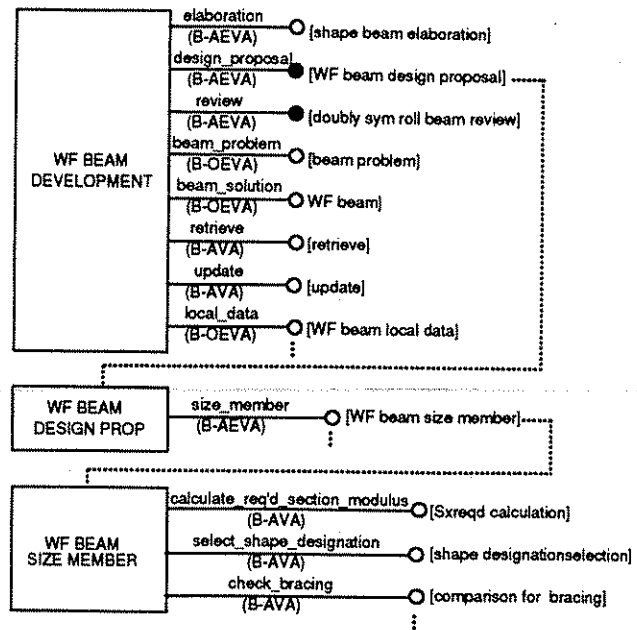 elaboration
(B-AEVA)
[shape beam elaboration]
design_proposal
(B-AEVA)
[WF beam design proposal]
review
(B-AEVA)
[doubly sym roll beam review]
beam_problem
(B-OEVA)
[beam problem]
WF BEAM
DEVELOPMENT
beam_solution
(B-OEVA)
WF beam]
retrieve
(B-AVA)
[retrieve]
update
(B-AVA)
[update]
local_data
(B-OEVA)
[WF beam local data]
WF BEAM
DESIGN PROP
size_member
(B-AEVA)
[WF beam size member]
calculate_req'd_section_modulus
(B-AVA)
[Sxreqd calculation]
WF BEAM
SIZE MEMBER
select_shape_designation
(B-AVA)
[shape designationselection]
check_bracing
(B-AVA)
[comparison for bracing]